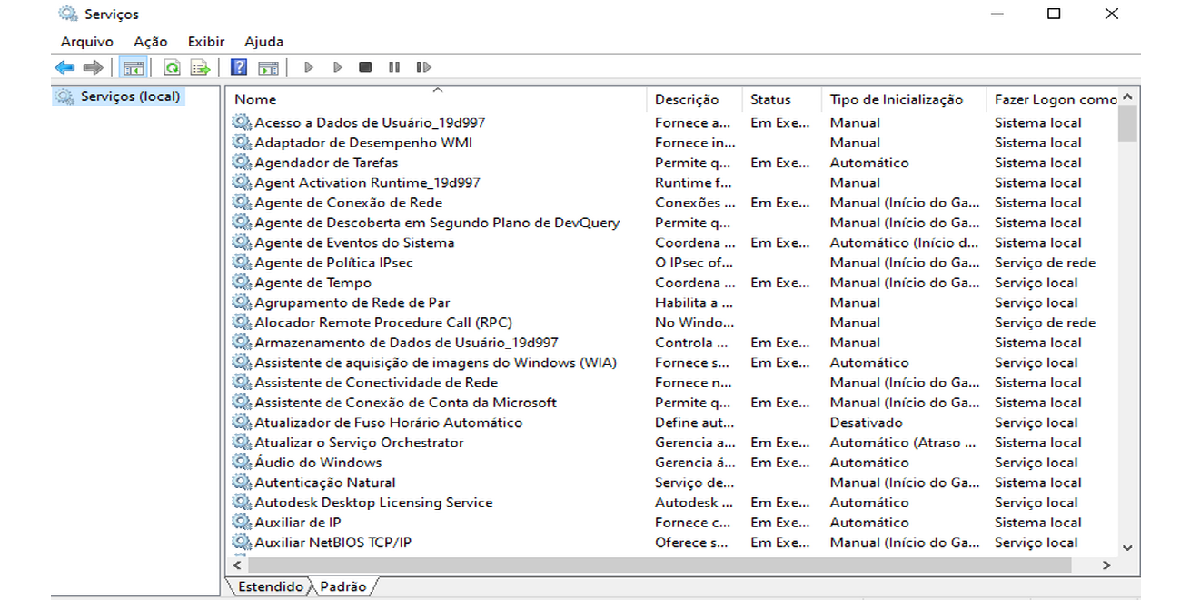 Serviços
Arquivo Ação Exibir Ajuda
Serviços (local)
Nome Descrição Status Tipo de Inicialização Fazer Logon como
Acesso a Dados de Usuário_19d997 Fornece a... Em Exe... Manual Sistema local
Adaptador de Desempenho WMI Fornece in... Manual Sistema local
Agendador de Tarefas Permite q... Em Exe... Automático Sistema local
Agent Activation Runtime_19d997 Runtime f... Manual Sistema local
Agente de Conexão de Rede Conexões ... Em Exe... Manual (Início do Ga... Sistema local
Agente de Descoberta em Segundo Plano de DevQuery Permite q... Manual (Início do Ga... Sistema local
Agente de Eventos do Sistema Coordena ... Em Exe... Automático (Início d... Sistema local
Agente de Política IPsec O IPsec of... Manual (Início do Ga... Serviço de rede
Agente de Tempo Coordena ... Em Exe... Manual (Início do Ga... Serviço local
Agrupamento de Rede de Par Habilita a ... Manual Serviço local
Alocador Remote Procedure Call (RPC) No Windo... Manual Serviço de rede
Armazenamento de Dados de Usuário_19d997 Controla ... Em Exe... Manual Sistema local
Assistente de aquisição de imagens do Windows (WIA) Fornece s... Em Exe... Automático Serviço local
Assistente de Conectividade de Rede Fornece n... Manual (Início do Ga... Sistema local
Assistente de Conexão de Conta da Microsoft Permite q... Em Exe... Manual (Início do Ga... Sistema local
Atualizador de Fuso Horário Automático Define aut... Desativado Serviço local
Atualizar o Serviço Orchestrator Gerencia a... Em Exe... Automático (Atraso ... Sistema local
Áudio do Windows Gerencia á... Em Exe... Automático Serviço local
Autenticação Natural Serviço de... Manual (Início do Ga... Sistema local
Autodesk Desktop Licensing Service Autodesk ... Em Exe... Automático Serviço local
Auxiliar de IP Fornece c... Em Exe... Automático Sistema local
Auxiliar NetBIOS TCP/IP Oferece s... Em Exe... Manual (Início do Ga... Serviço local
Estendido Padrão